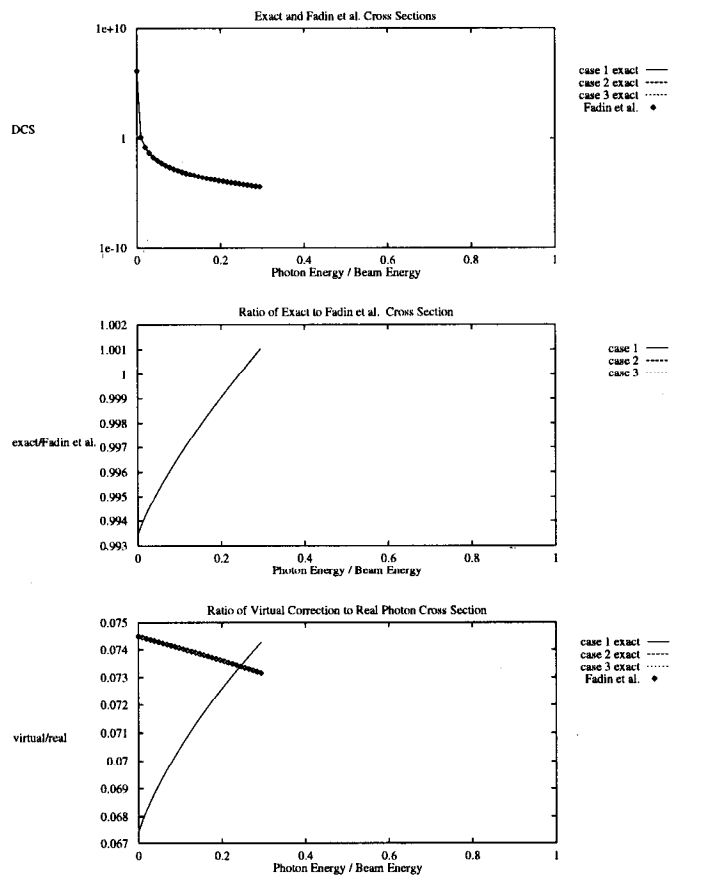 Exact and Fadin et al. Cross Sections
1e+10
1
1e-10
DCS
case 1 exact
case 2 exact
case 3 exact
Fadin et al.
0 0.2 0.4 0.6 0.8 1
Photon Energy / Beam Energy
Ratio of Exact to Fadin et al. Cross Section
1.002
1.001
1
0.999
0.998
0.997
0.996
0.995
0.994
0.993
exact/Fadin et al.
case 1
case 2
case 3
0 0.2 0.4 0.6 0.8 1
Photon Energy / Beam Energy
Ratio of Virtual Correction to Real Photon Cross Section
0.075
0.074
0.073
0.072
0.071
0.07
0.069
0.068
0.067
virtual/real
case 1 exact
case 2 exact
case 3 exact
Fadin et al.
0 0.2 0.4 0.6 0.8 1
Photon Energy / Beam Energy